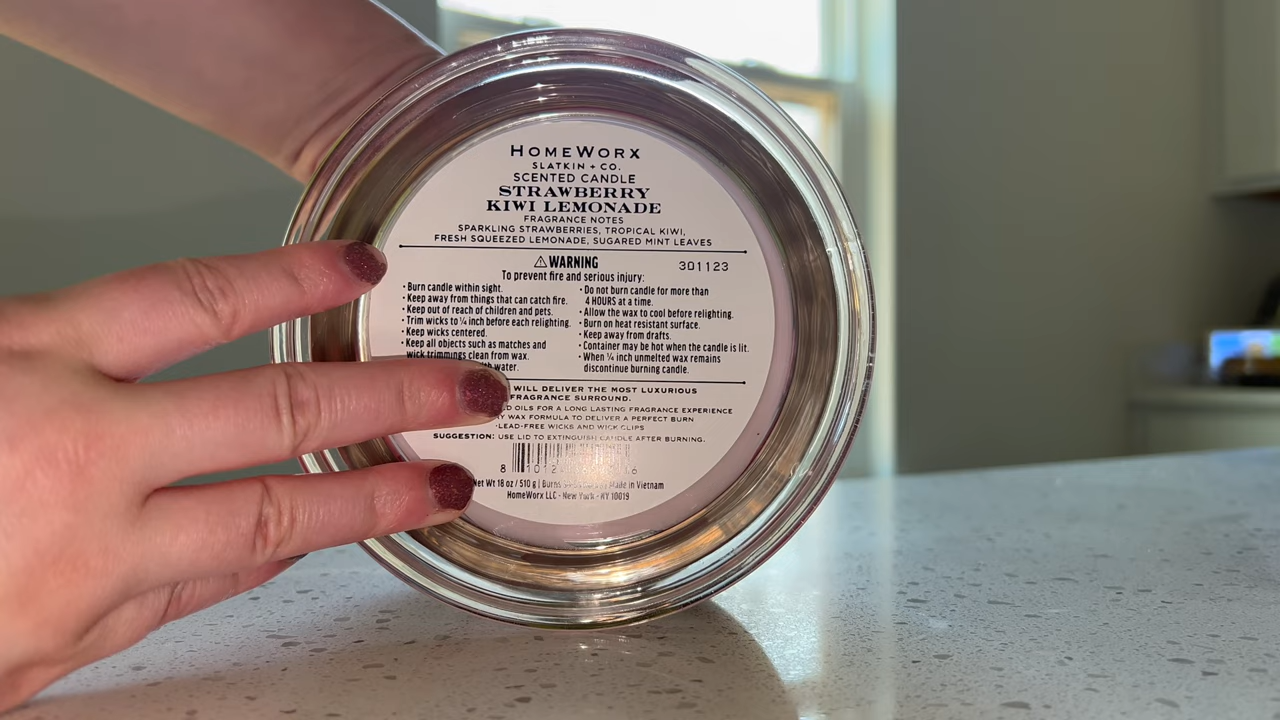 HOMEWORX
SLATKIN + CO.
SCENTED CANDLE
STRAWBERRY
KIWI LEMONADE
FRAGRANCE NOTES
SPARKLING STRAWBERRIES, TROPICAL KIWI,
FRESH SQUEEZED LEMONADE, SUGARED MINT LEAVES
⚠WARNING
301123
To prevent fire and serious injury:
• Burn candle within sight.
• Keep away from things that can catch fire.
• Keep out of reach of children and pets.
• Trim wicks to ¼ inch before each relighting.
• Keep wicks centered.
• Keep all objects such as matches and
wick trimmings clean from wax.
water.
• Do not burn candle for more than
4 HOURS at a time.
• Allow the wax to cool before relighting.
• Burn on heat resistant surface.
• Keep away from drafts.
• Container may be hot when the candle is lit.
• When ¼ inch unmelted wax remains
discontinue burning candle.
WILL DELIVER THE MOST LUXURIOUS
FRAGRANCE SURROUND.
OILS FOR A LONG LASTING FRAGRANCE EXPERIENCE
WAX FORMULA TO DELIVER A PERFECT BURN
•LEAD-FREE WICKS AND WICK CLIPS
SUGGESTION: USE LID TO EXTINGUISH CANDLE AFTER BURNING.
Net Wt 18 oz / 510 g | Burns Made in Vietnam
HomeWorx LLC • New York • NY 10019